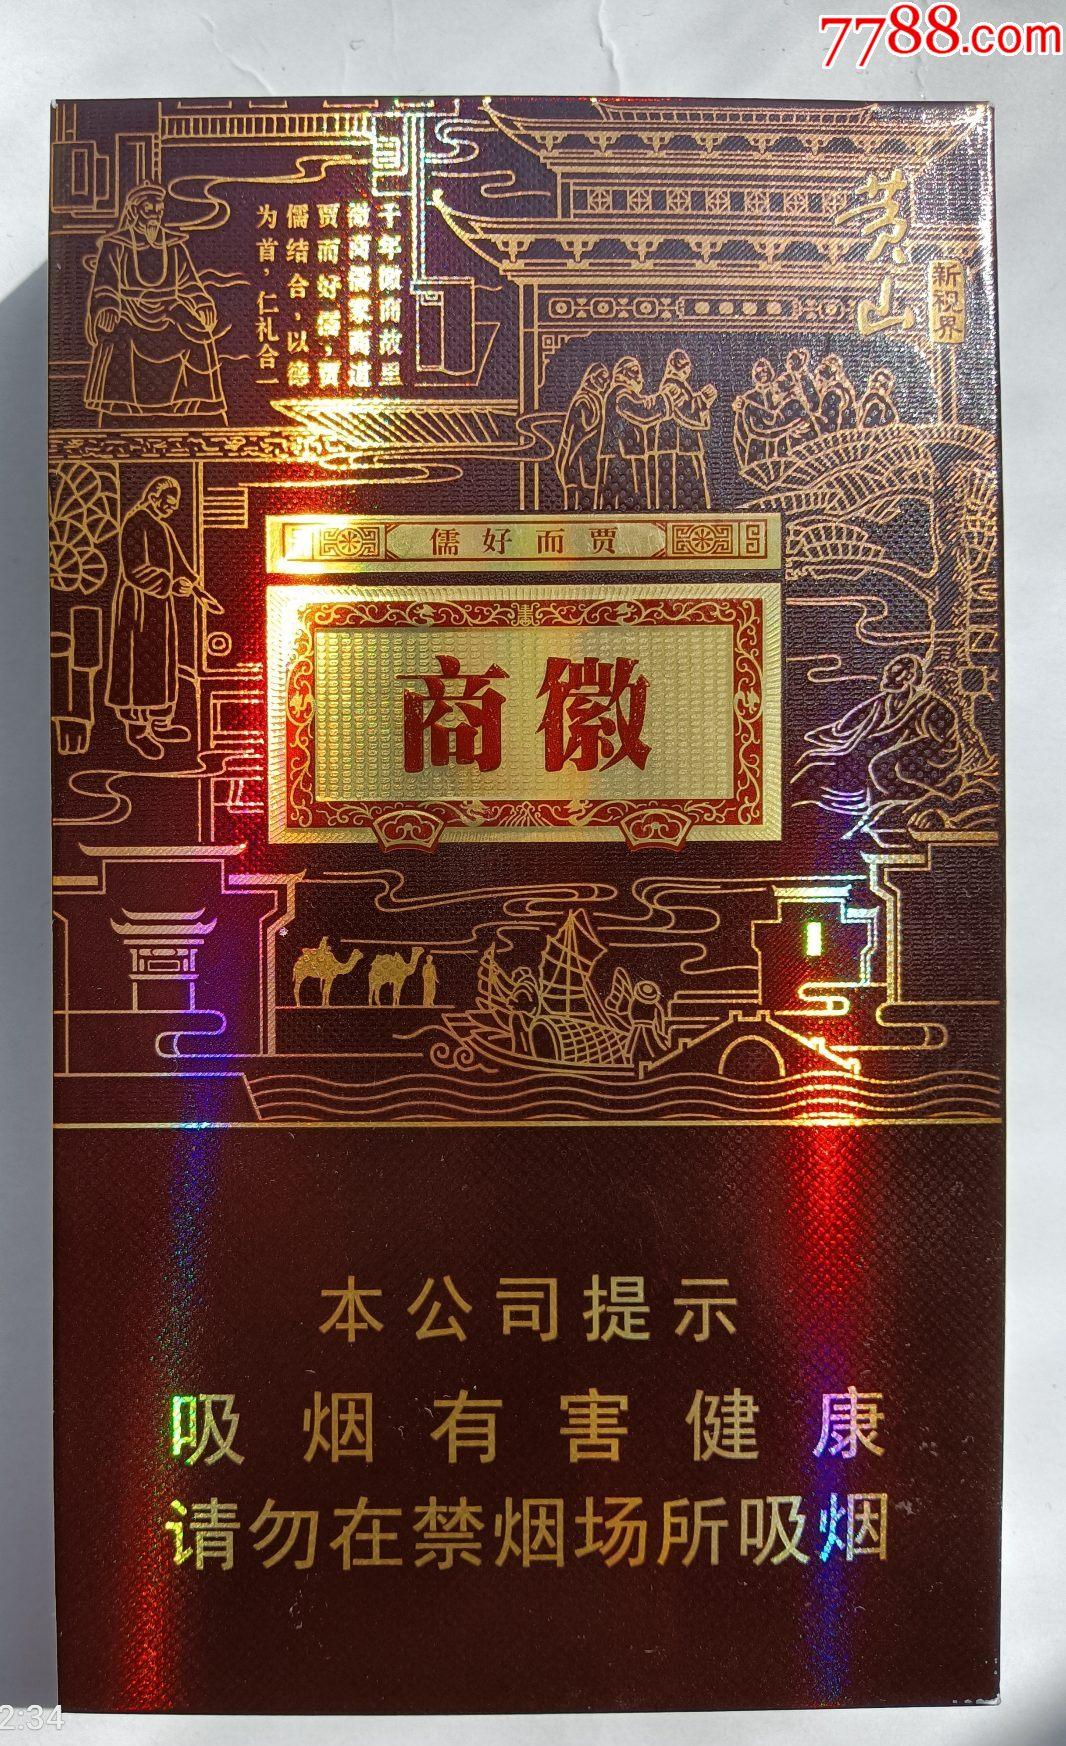 7788.com
黄山
新视界
千年徽商故里
徽商儒家商道
贾而好儒，贾
儒结合，以德
为首，仁礼合一
儒好而贾
商徽
本公司提示
吸烟有害健康
请勿在禁烟场所吸烟
2:34